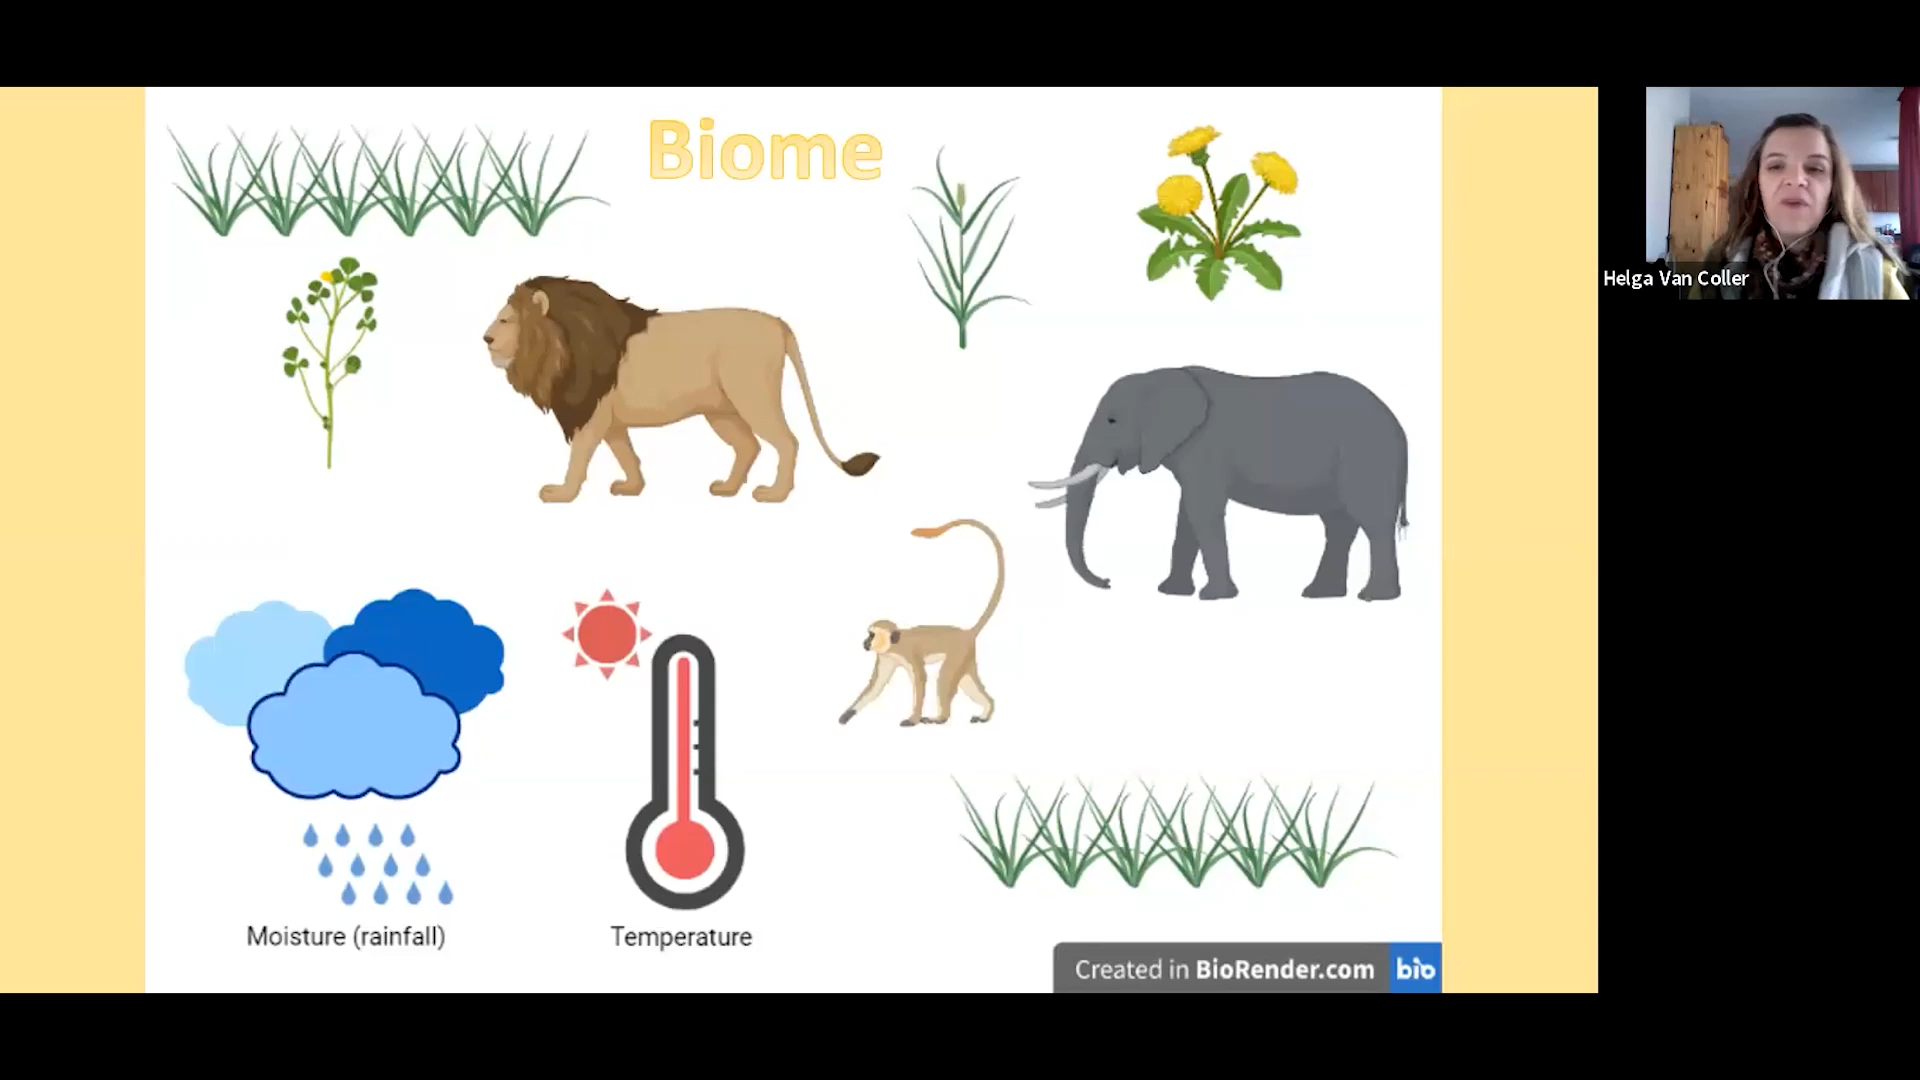 Biome
Helga Van Coller
Moisture (rainfall)
Temperature
Created in BioRender.com bio